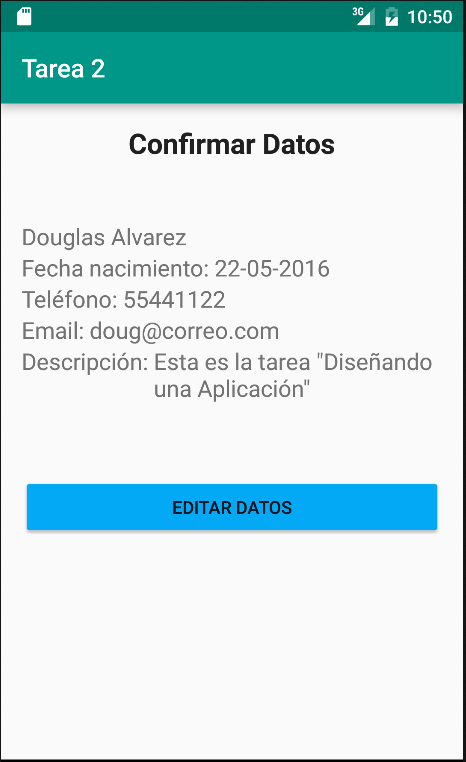 3G 10:50
Tarea 2
Confirmar Datos
Douglas Alvarez
Fecha nacimiento: 22-05-2016
Teléfono: 55441122
Email: doug@correo.com
Descripción: Esta es la tarea "Diseñando
una Aplicación"
EDITAR DATOS